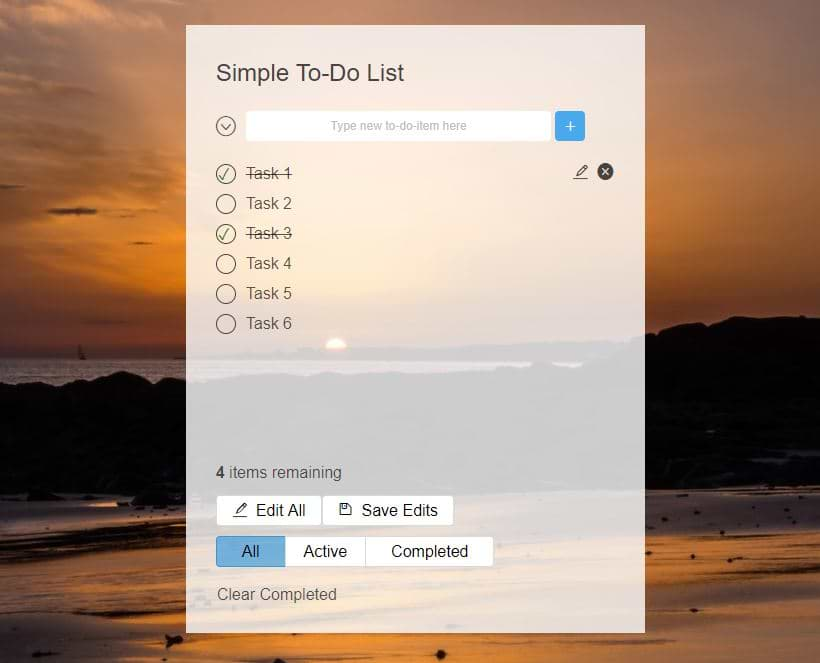 Simple To-Do List
Type new to-do-item here
+
Task 1
Task 2
Task 3
Task 4
Task 5
Task 6
4 items remaining
Edit All Save Edits
All Active Completed
Clear Completed